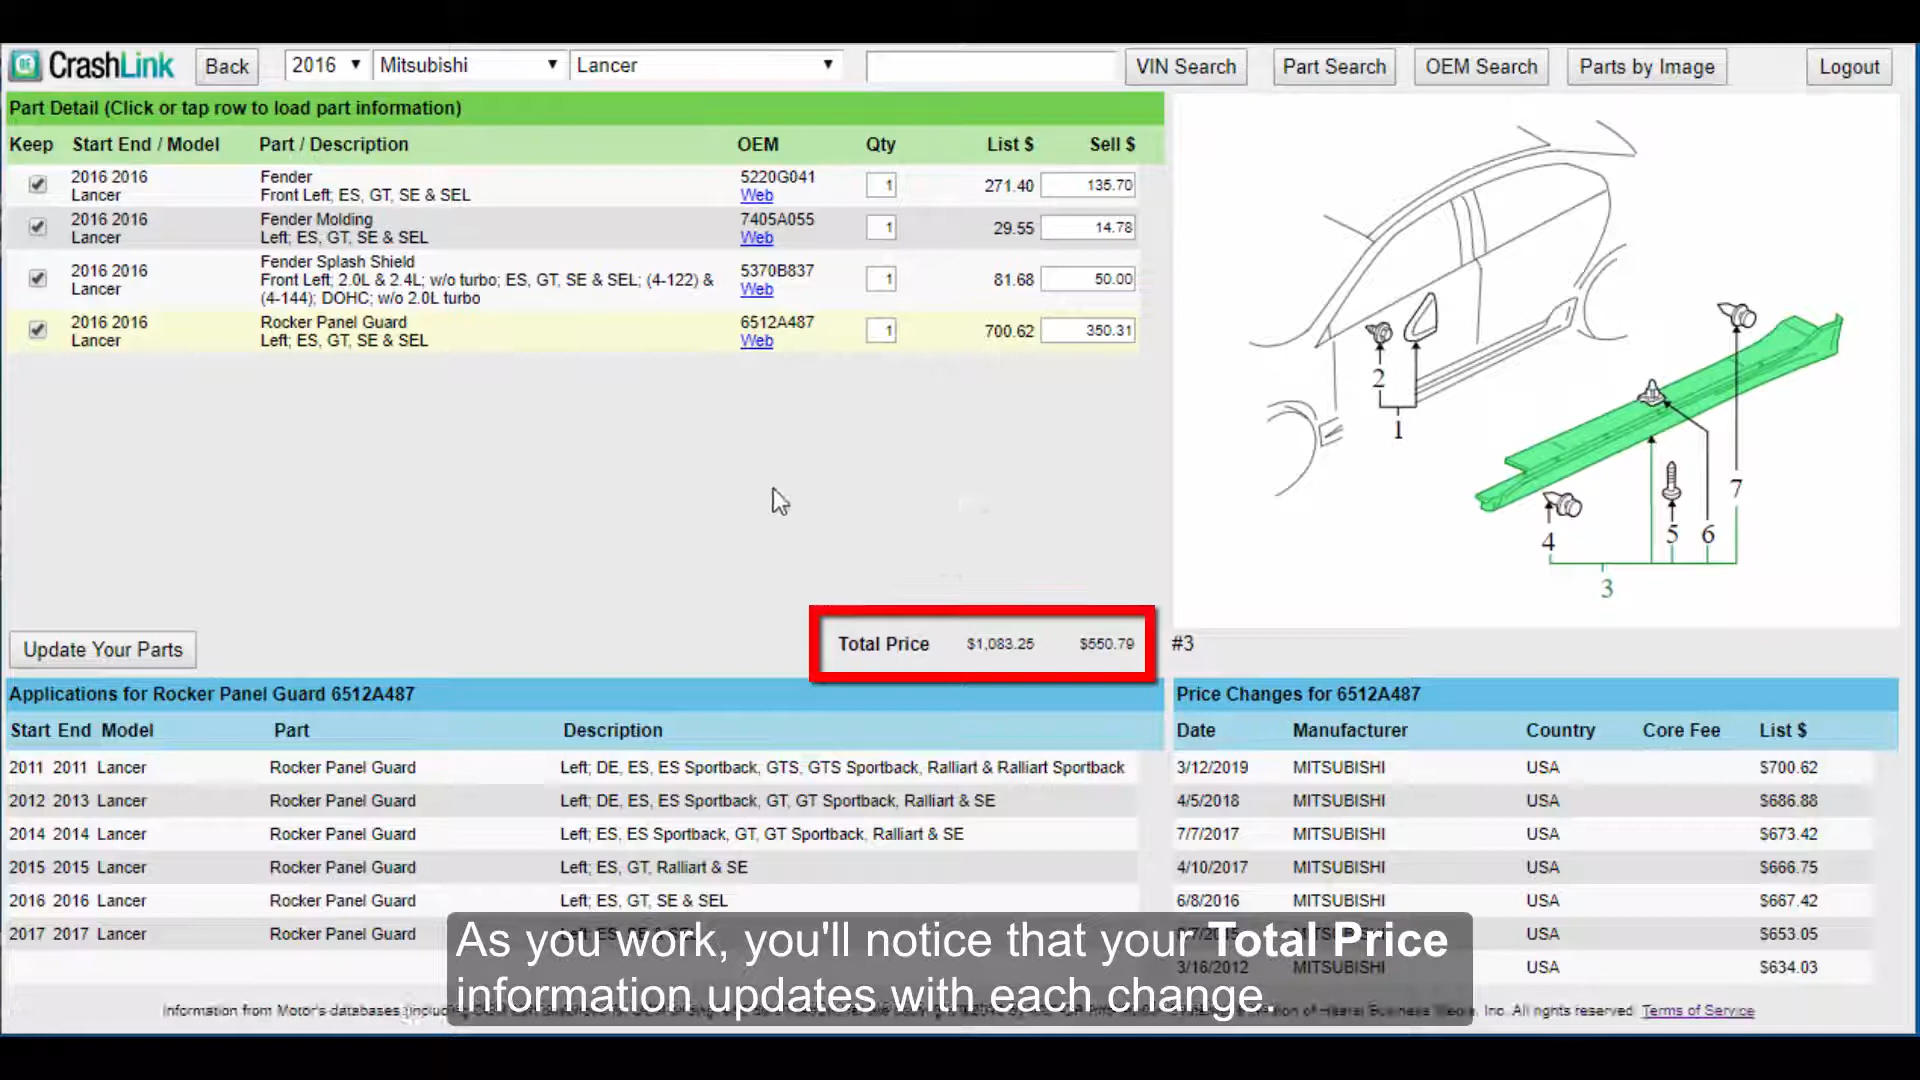 CrashLink Back 2016 Mitsubishi Lancer VIN Search Part Search OEM Search Parts by Image Logout
Part Detail (Click or tap row to load part information)
Keep Start End / Model Part / Description OEM Qty List $ Sell $
2016 2016 Fender 5220G041
Lancer Front Left; ES, GT, SE & SEL Web 1 271.40 135.70
2016 2016 Fender Molding 7405A055
Lancer Left; ES, GT, SE & SEL Web 1 29.55 14.78
Fender Splash Shield
2016 2016 Front Left; 2.0L & 2.4L; w/o turbo; ES, GT, SE & SEL; (4-122) & 5370B837 1 81.68 50.00
Lancer (4-144); DOHC; w/o 2.0L turbo Web
2016 2016 Rocker Panel Guard 6512A487
Lancer Left; ES, GT, SE & SEL Web 1 700.62 350.31
2
1
7
4 5 6
3
Update Your Parts Total Price $1,083.25 $550.79 #3
Applications for Rocker Panel Guard 6512A487
Start End Model Part Description
2011 2011 Lancer Rocker Panel Guard Left; DE, ES, ES Sportback, GTS, GTS Sportback, Ralliart & Ralliart Sportback
2012 2013 Lancer Rocker Panel Guard Left; DE, ES, ES Sportback, GT, GT Sportback, Ralliart & SE
2014 2014 Lancer Rocker Panel Guard Left; ES, ES Sportback, GT, GT Sportback, Ralliart & SE
2015 2015 Lancer Rocker Panel Guard Left; ES, GT, Ralliart & SE
2016 2016 Lancer Rocker Panel Guard Left; ES, GT, SE & SEL
2017 2017 Lancer Rocker Panel Guard
Price Changes for 6512A487
Date Manufacturer Country Core Fee List $
3/12/2019 MITSUBISHI USA $700.62
4/5/2018 MITSUBISHI USA $686.88
7/7/2017 MITSUBISHI USA $673.42
4/10/2017 MITSUBISHI USA $666.75
6/8/2016 MITSUBISHI USA $667.42
MITSUBISHI USA $653.05
3/16/2012 MITSUBISHI USA $634.03
As you work, you'll notice that your Total Price
information updates with each change.
Information from Motor's databases Inc. All rights reserved. Terms of Service